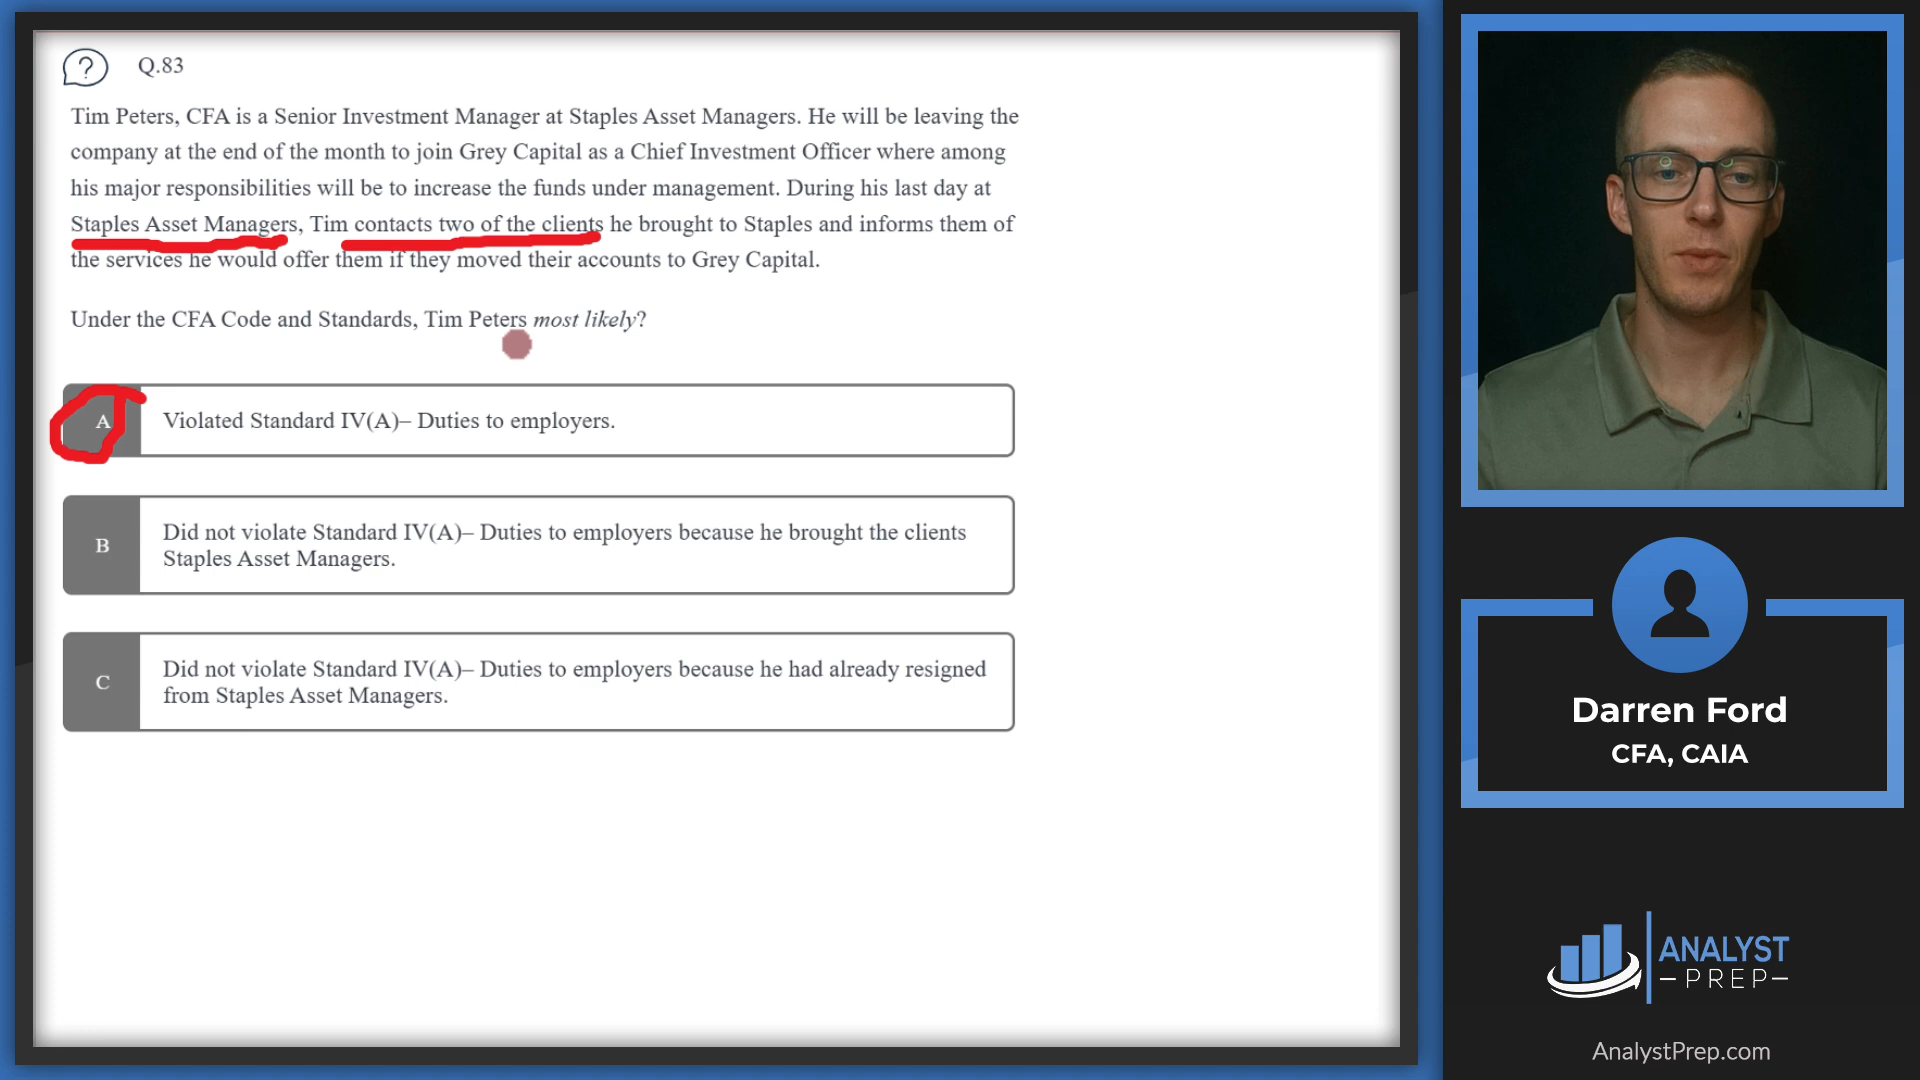 ?
Q.83
Tim Peters, CFA is a Senior Investment Manager at Staples Asset Managers. He will be leaving the
company at the end of the month to join Grey Capital as a Chief Investment Officer where among
his major responsibilities will be to increase the funds under management. During his last day at
Staples Asset Managers, Tim contacts two of the clients he brought to Staples and informs them of
the services he would offer them if they moved their accounts to Grey Capital.
Under the CFA Code and Standards, Tim Peters most likely?
A
Violated Standard IV(A)– Duties to employers.
B
Did not violate Standard IV(A)– Duties to employers because he brought the clients
Staples Asset Managers.
C
Did not violate Standard IV(A)– Duties to employers because he had already resigned
from Staples Asset Managers.
Darren Ford
CFA, CAIA
ANALYST
PREP
AnalystPrep.com